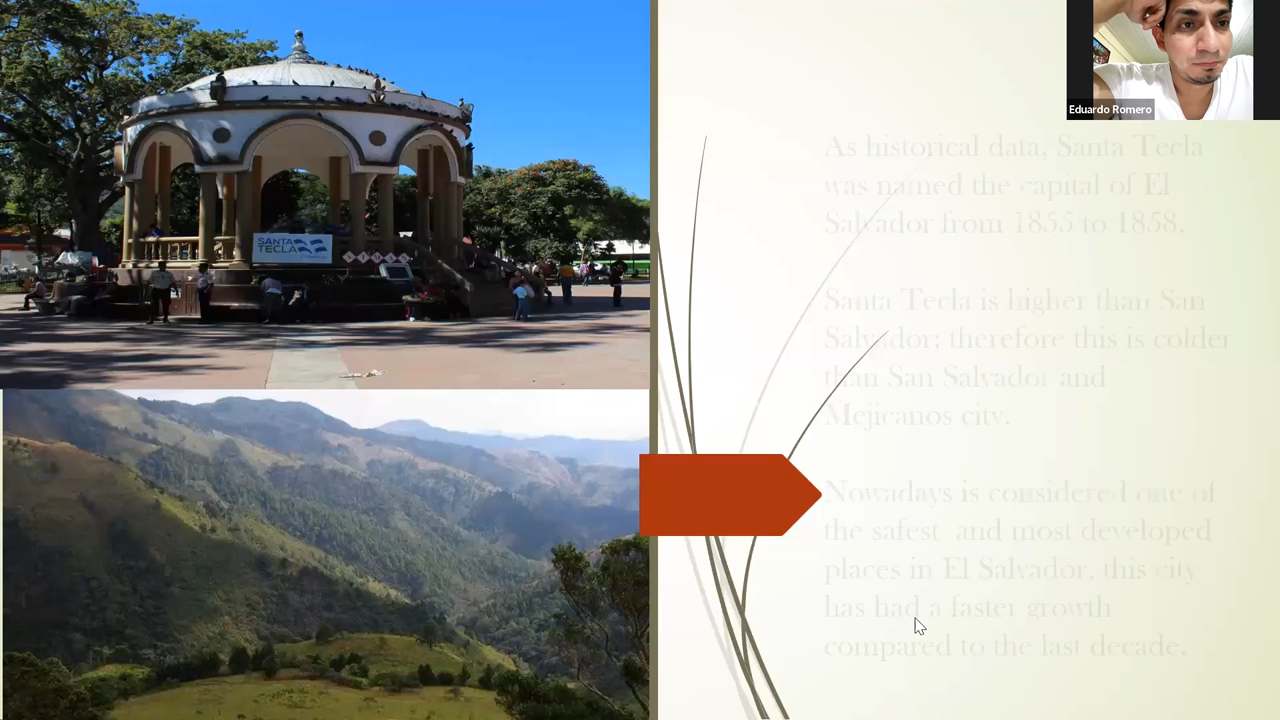 Eduardo Romero
SANTA
TECLA
As historical data, Santa Tecla
was named the capital of El
Salvador from 1855 to 1858.
Santa Tecla is higher than San
Salvador; therefore this is colder
than San Salvador and
Mejicanos city.
Nowadays is considered one of
the safest and most developed
places in El Salvador, this city
has had a faster growth
compared to the last decade.